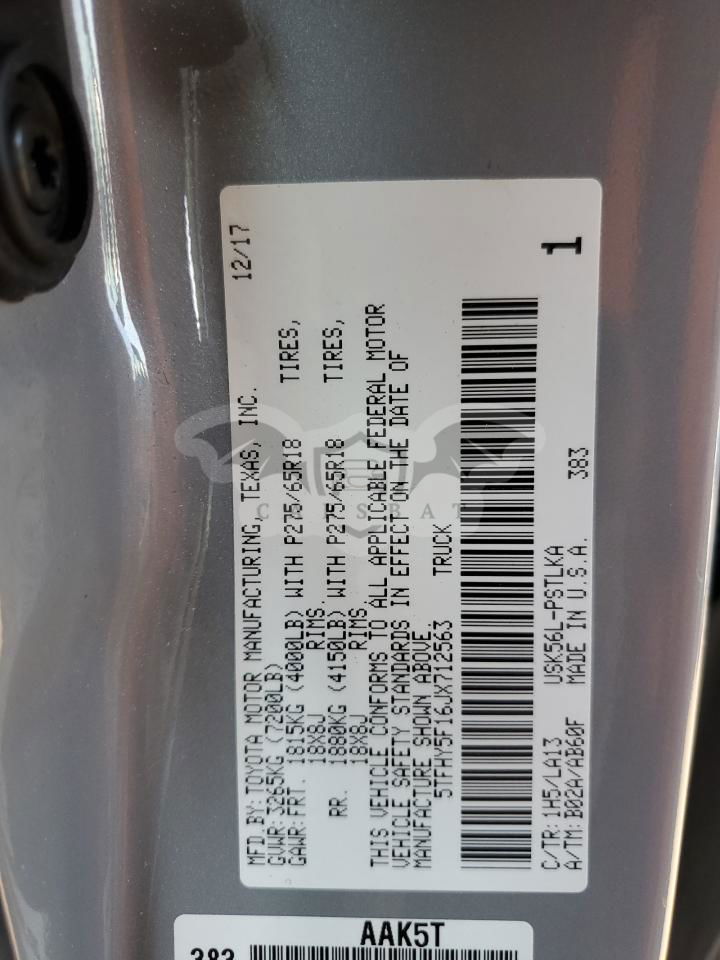 MFD.BY:TOYOTA MOTOR MANUFACTURING, TEXAS, INC. 12/17
GVWR:3265KG (7200LB)
GAWR:FRT. 1815KG (4000LB) WITH P275/65R18 TIRES,
18X8J RIMS.
RR. 1880KG (4150LB) WITH P275/65R18 TIRES,
18X8J RIMS,
THIS VEHICLE CONFORMS TO ALL APPLICABLE FEDERAL MOTOR
VEHICLE SAFETY STANDARDS IN EFFECT ON THE DATE OF
MANUFACTURE SHOWN ABOVE.
5TFHY5F16JX712563 TRUCK
C/TR:1H5/LA13 USK56L-PSTLKA 383 1
A/TM:B02A/AB60F MADE IN U.S.A.
AAK5T
383
CARSBAT